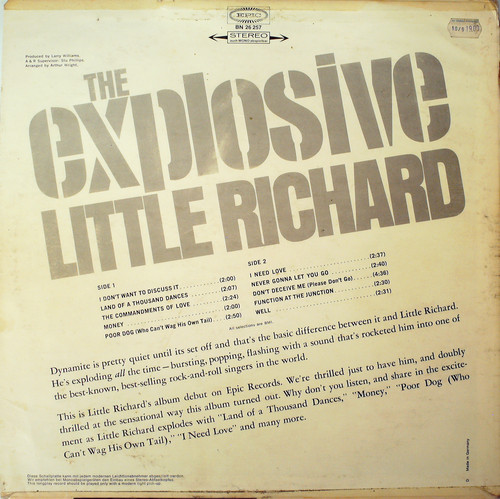 EPIC
BN 26 257
STEREO
Produced by Larry Williams.
A & R Supervisor: Stu Phillips
Arranged by Arthur Wright.
THE
explosive
LITTLE RICHARD
SIDE 1
I DON'T WANT TO DISCUSS IT (2:00)
LAND OF A THOUSAND DANCES (2:07)
THE COMMANDMENTS OF LOVE (2:24)
MONEY (2:00)
POOR DOG (Who Can't Wag His Own Tail) (2:50)
SIDE 2
I NEED LOVE (2:37)
NEVER GONNA LET YOU GO (2:40)
DON'T DECEIVE ME (Please Don't Go) (4:36)
FUNCTION AT THE JUNCTION (2:30)
WELL (2:31)
All selections are BMI.
Dynamite is pretty quiet until its set off and that's the basic difference between it and Little Richard.
He's exploding all the time—bursting, popping, flashing with a sound that's rocketed him into one of
the best-known, best-selling rock-and-roll singers in the world.
This is Little Richard's album debut on Epic Records. We're thrilled just to have him, and doubly
thrilled at the sensational way this album turned out. Why don't you listen, and share in the excite-
ment as Little Richard explodes with "Land of a Thousand Dances," "Money," "Poor Dog (Who
Can't Wag His Own Tail)," "I Need Love" and many more.
Made in Germany